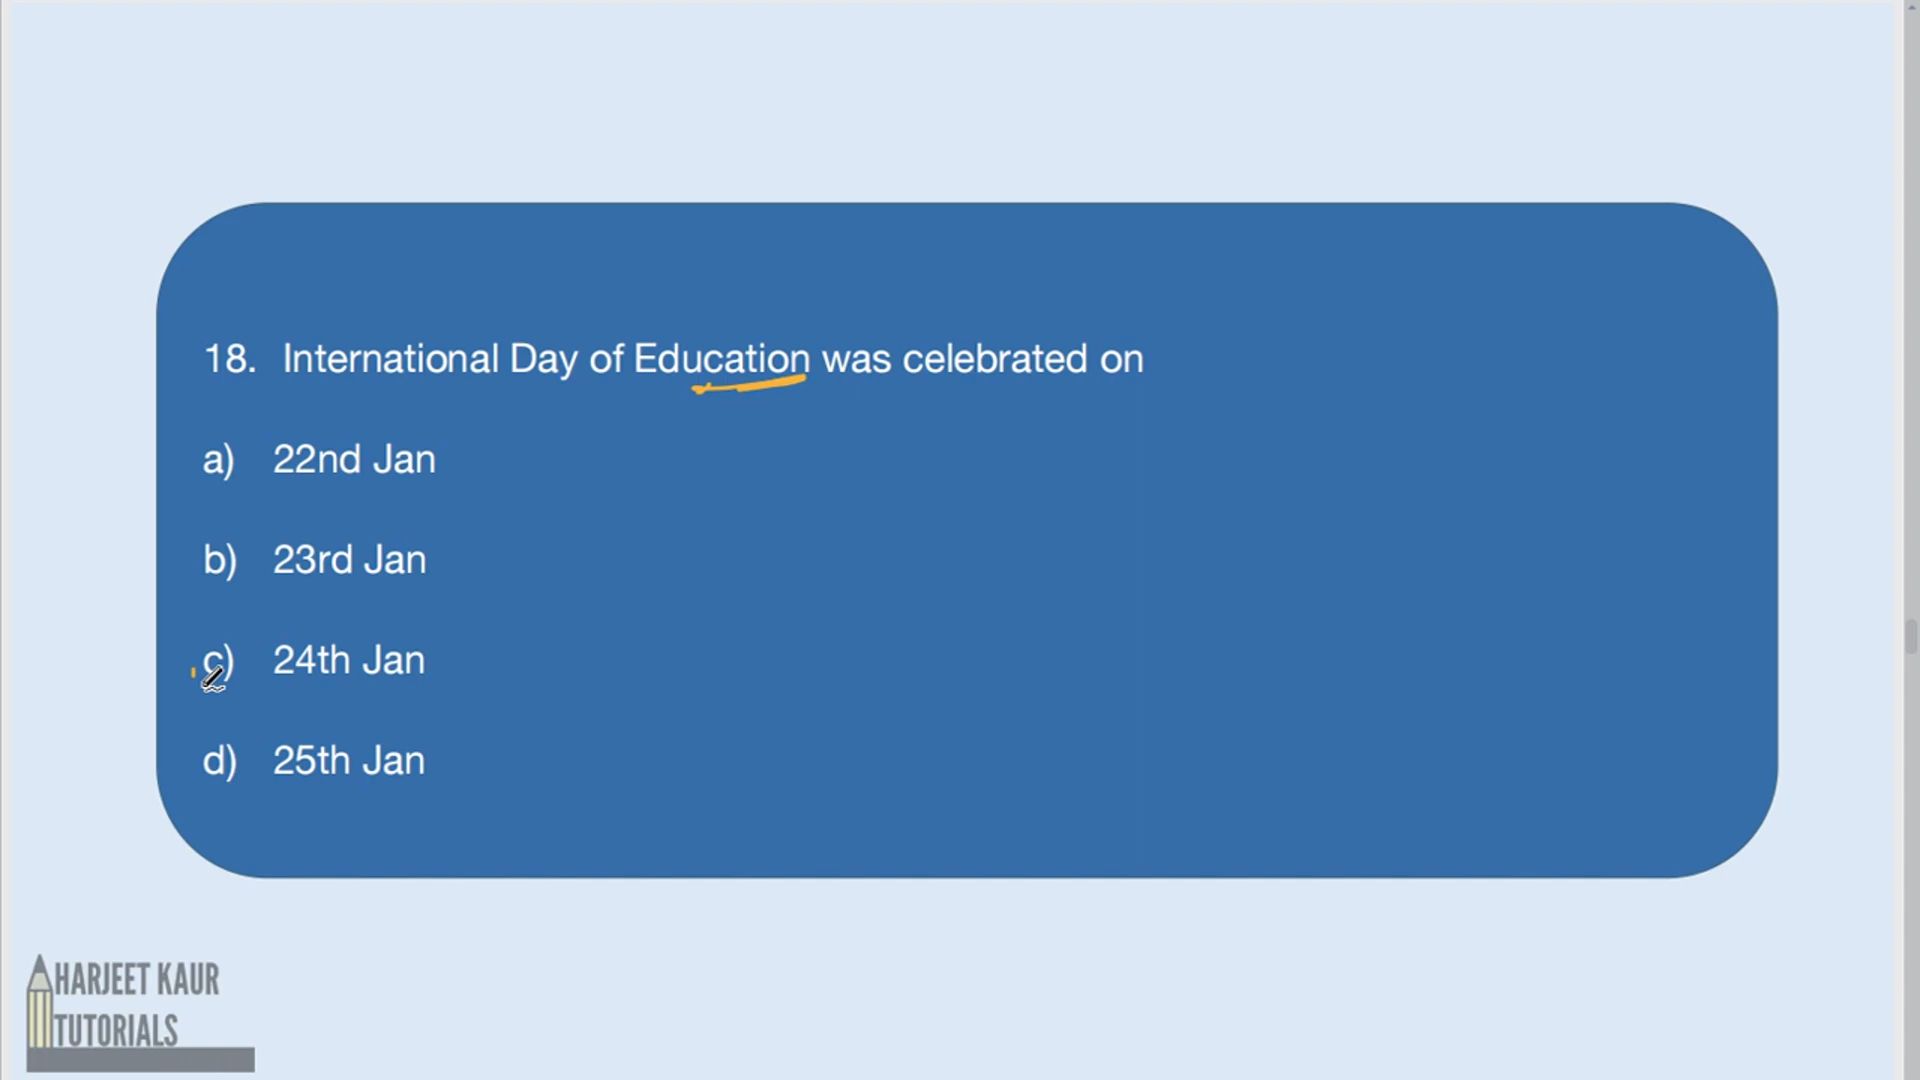 18. International Day of Education was celebrated on
a) 22nd Jan
b) 23rd Jan
c) 24th Jan
d) 25th Jan
HARJEET KAUR
TUTORIALS